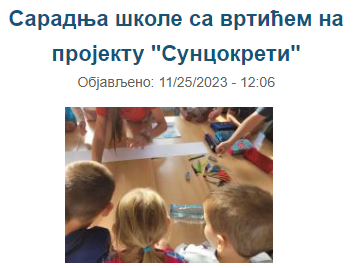 Сарадња школе са вртићем на
пројекту "Сунцокрети"
Објављено: 11/25/2023 - 12:06